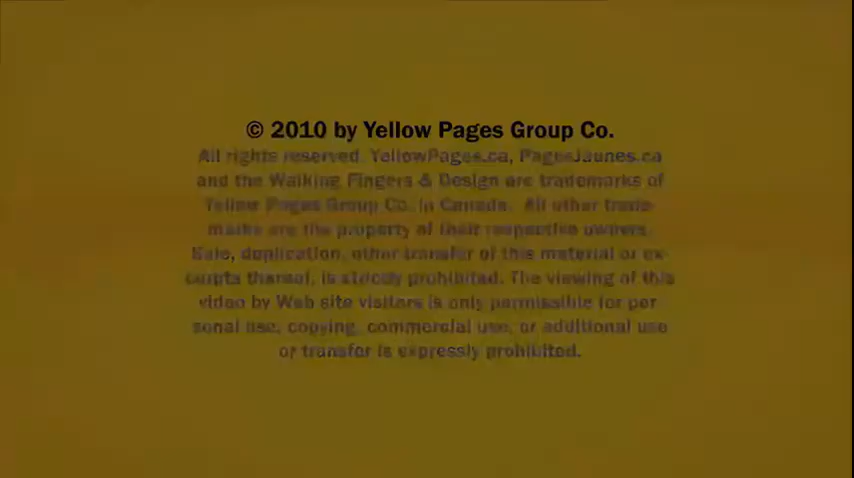 © 2010 by Yellow Pages Group Co.
All rights reserved. YellowPages.ca, PagesJaunes.ca
and the Walking Fingers & Design are trademarks of
Yellow Pages Group Co. in Canada. All other trade-
marks are the property of their respective owners.
Sale, duplication, other transfer of this material or ex-
cerpts thereof, is strictly prohibited. The viewing of this
video by Web site visitors is only permissible for per-
sonal use, copying, commercial use, or additional use
or transfer is expressly prohibited.